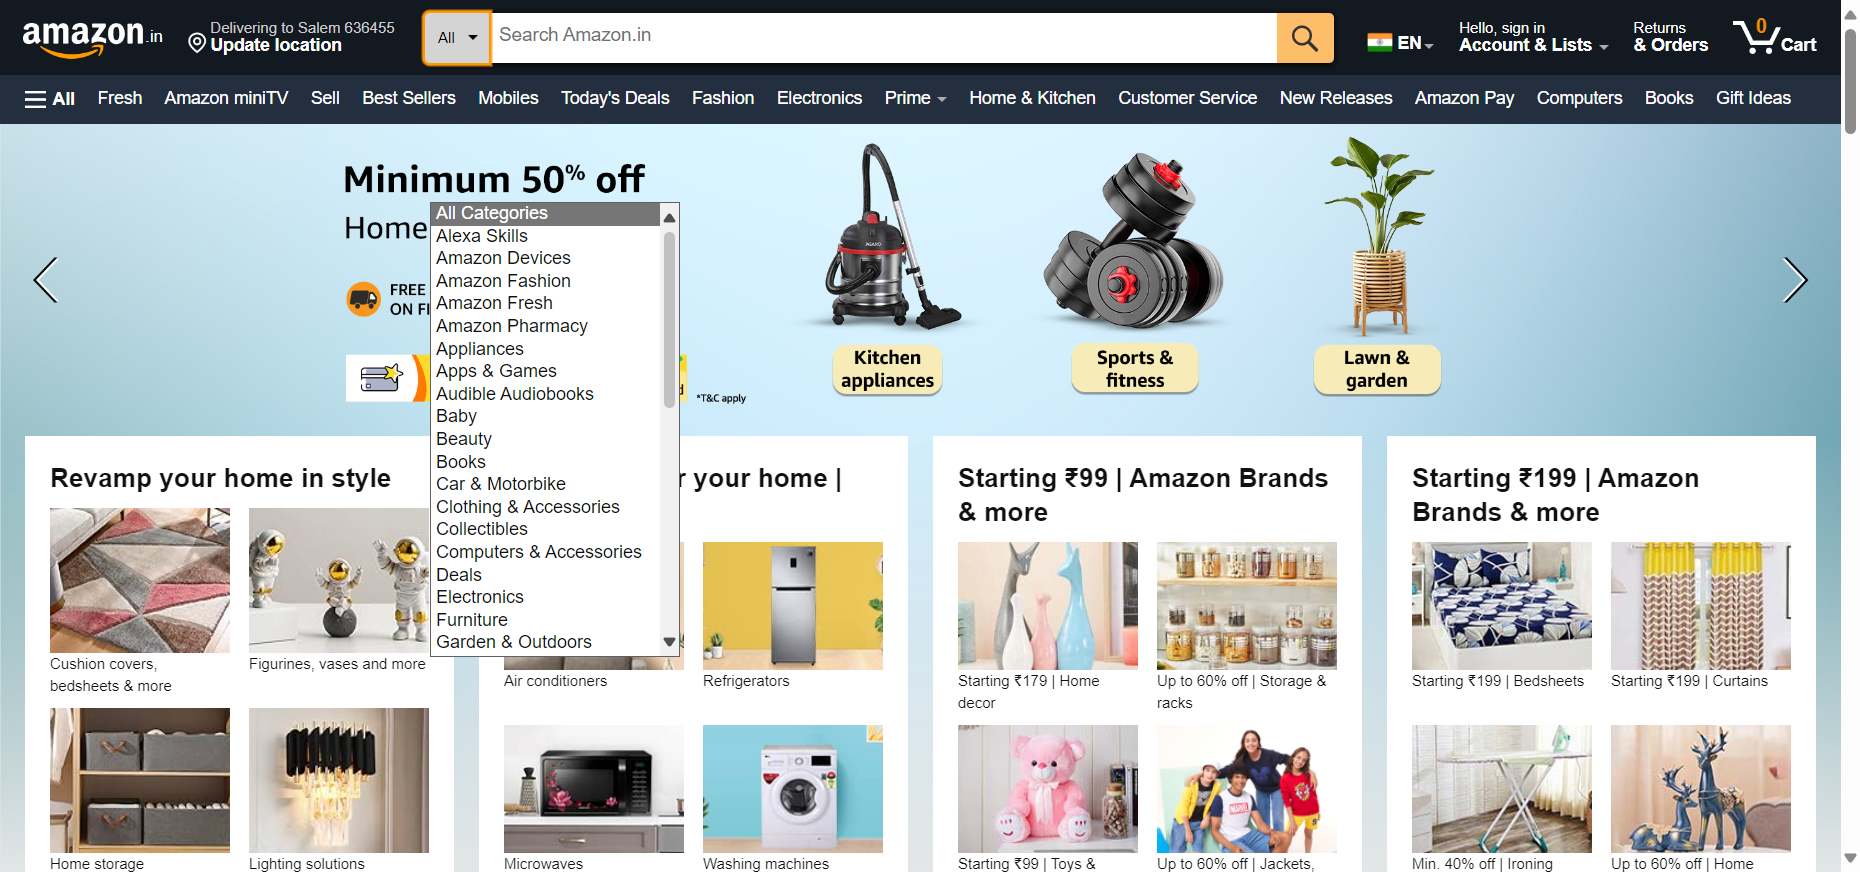 amazon.in
Delivering to Salem 636455
Update location
All
Search Amazon.in
EN
Hello, sign in
Account & Lists
Returns
& Orders
0
Cart
All Fresh Amazon miniTV Sell Best Sellers Mobiles Today's Deals Fashion Electronics Prime Home & Kitchen Customer Service New Releases Amazon Pay Computers Books Gift Ideas
Minimum 50% off
Home
FREE
ON
*T&C apply
AGARO
Kitchen
appliances
Sports &
fitness
Lawn &
garden
All Categories
Alexa Skills
Amazon Devices
Amazon Fashion
Amazon Fresh
Amazon Pharmacy
Appliances
Apps & Games
Audible Audiobooks
Baby
Beauty
Books
Car & Motorbike
Clothing & Accessories
Collectibles
Computers & Accessories
Deals
Electronics
Furniture
Garden & Outdoors
Revamp your home in style
Cushion covers,
bedsheets & more
Figurines, vases and more
Home storage
Lighting solutions
your home |
Air conditioners
Refrigerators
Microwaves
Washing machines
Starting ₹99 | Amazon Brands
& more
Starting ₹179 | Home
decor
Up to 60% off | Storage &
racks
MARVEL
Starting ₹99 | Toys &
Up to 60% off | Jackets,
Starting ₹199 | Amazon
Brands & more
Starting ₹199 | Bedsheets
Starting ₹199 | Curtains
Min. 40% off | Ironing
Up to 60% off | Home